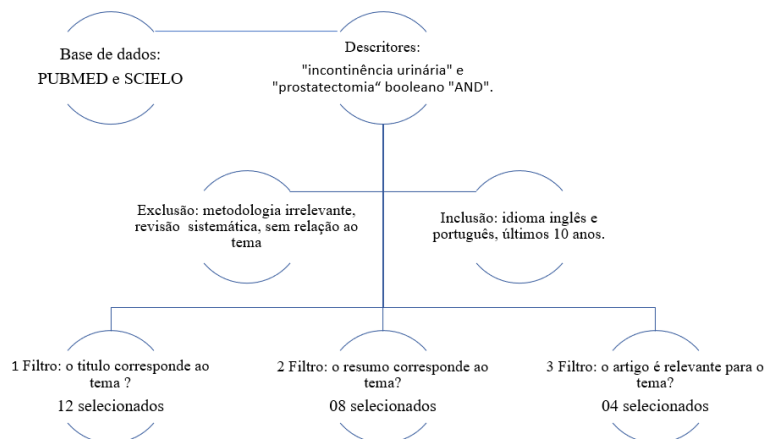 Base de dados:
PUBMED e SCIELO
Descritores:
"incontinência urinária" e
"prostatectomia“ booleano "AND".
Exclusão: metodologia irrelevante,
revisão sistemática, sem relação ao
tema
Inclusão: idioma inglês e
português, últimos 10 anos.
1 Filtro: o titulo corresponde ao
tema ?
12 selecionados
2 Filtro: o resumo corresponde ao
tema?
08 selecionados
3 Filtro: o artigo é relevante para o
tema?
04 selecionados